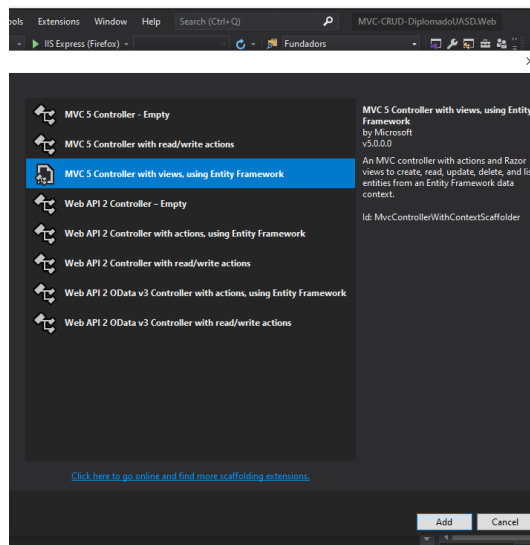 ools Extensions Window Help Search (Ctrl+Q) MVC-CRUD-DiplomadoUASD.Web
IIS Express (Firefox) Fundadors
MVC 5 Controller - Empty
MVC 5 Controller with read/write actions
MVC 5 Controller with views, using Entity Framework
Web API 2 Controller – Empty
Web API 2 Controller with actions, using Entity Framework
Web API 2 Controller with read/write actions
Web API 2 OData v3 Controller with actions, using Entity Framework
Web API 2 OData v3 Controller with read/write actions
Click here to go online and find more scaffolding extensions.
MVC 5 Controller with views, using Entity
Framework
by Microsoft
v5.0.0.0
An MVC controller with actions and Razor
views to create, read, update, delete, and lis
entities from an Entity Framework data
context.
Id: MvcControllerWithContextScaffolder
Add Cancel